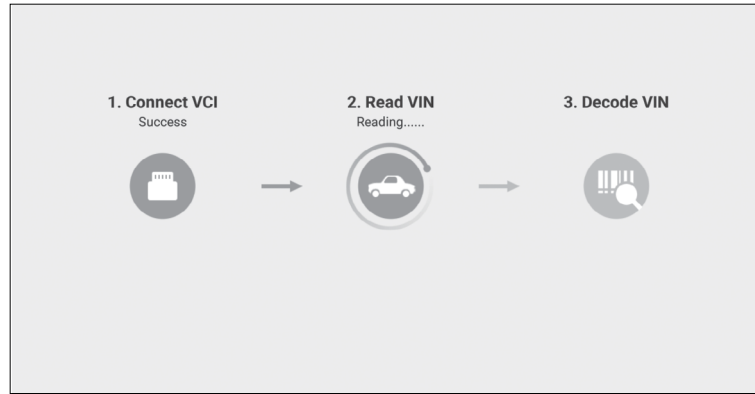 1. Connect VCI
Success
2. Read VIN
Reading......
3. Decode VIN